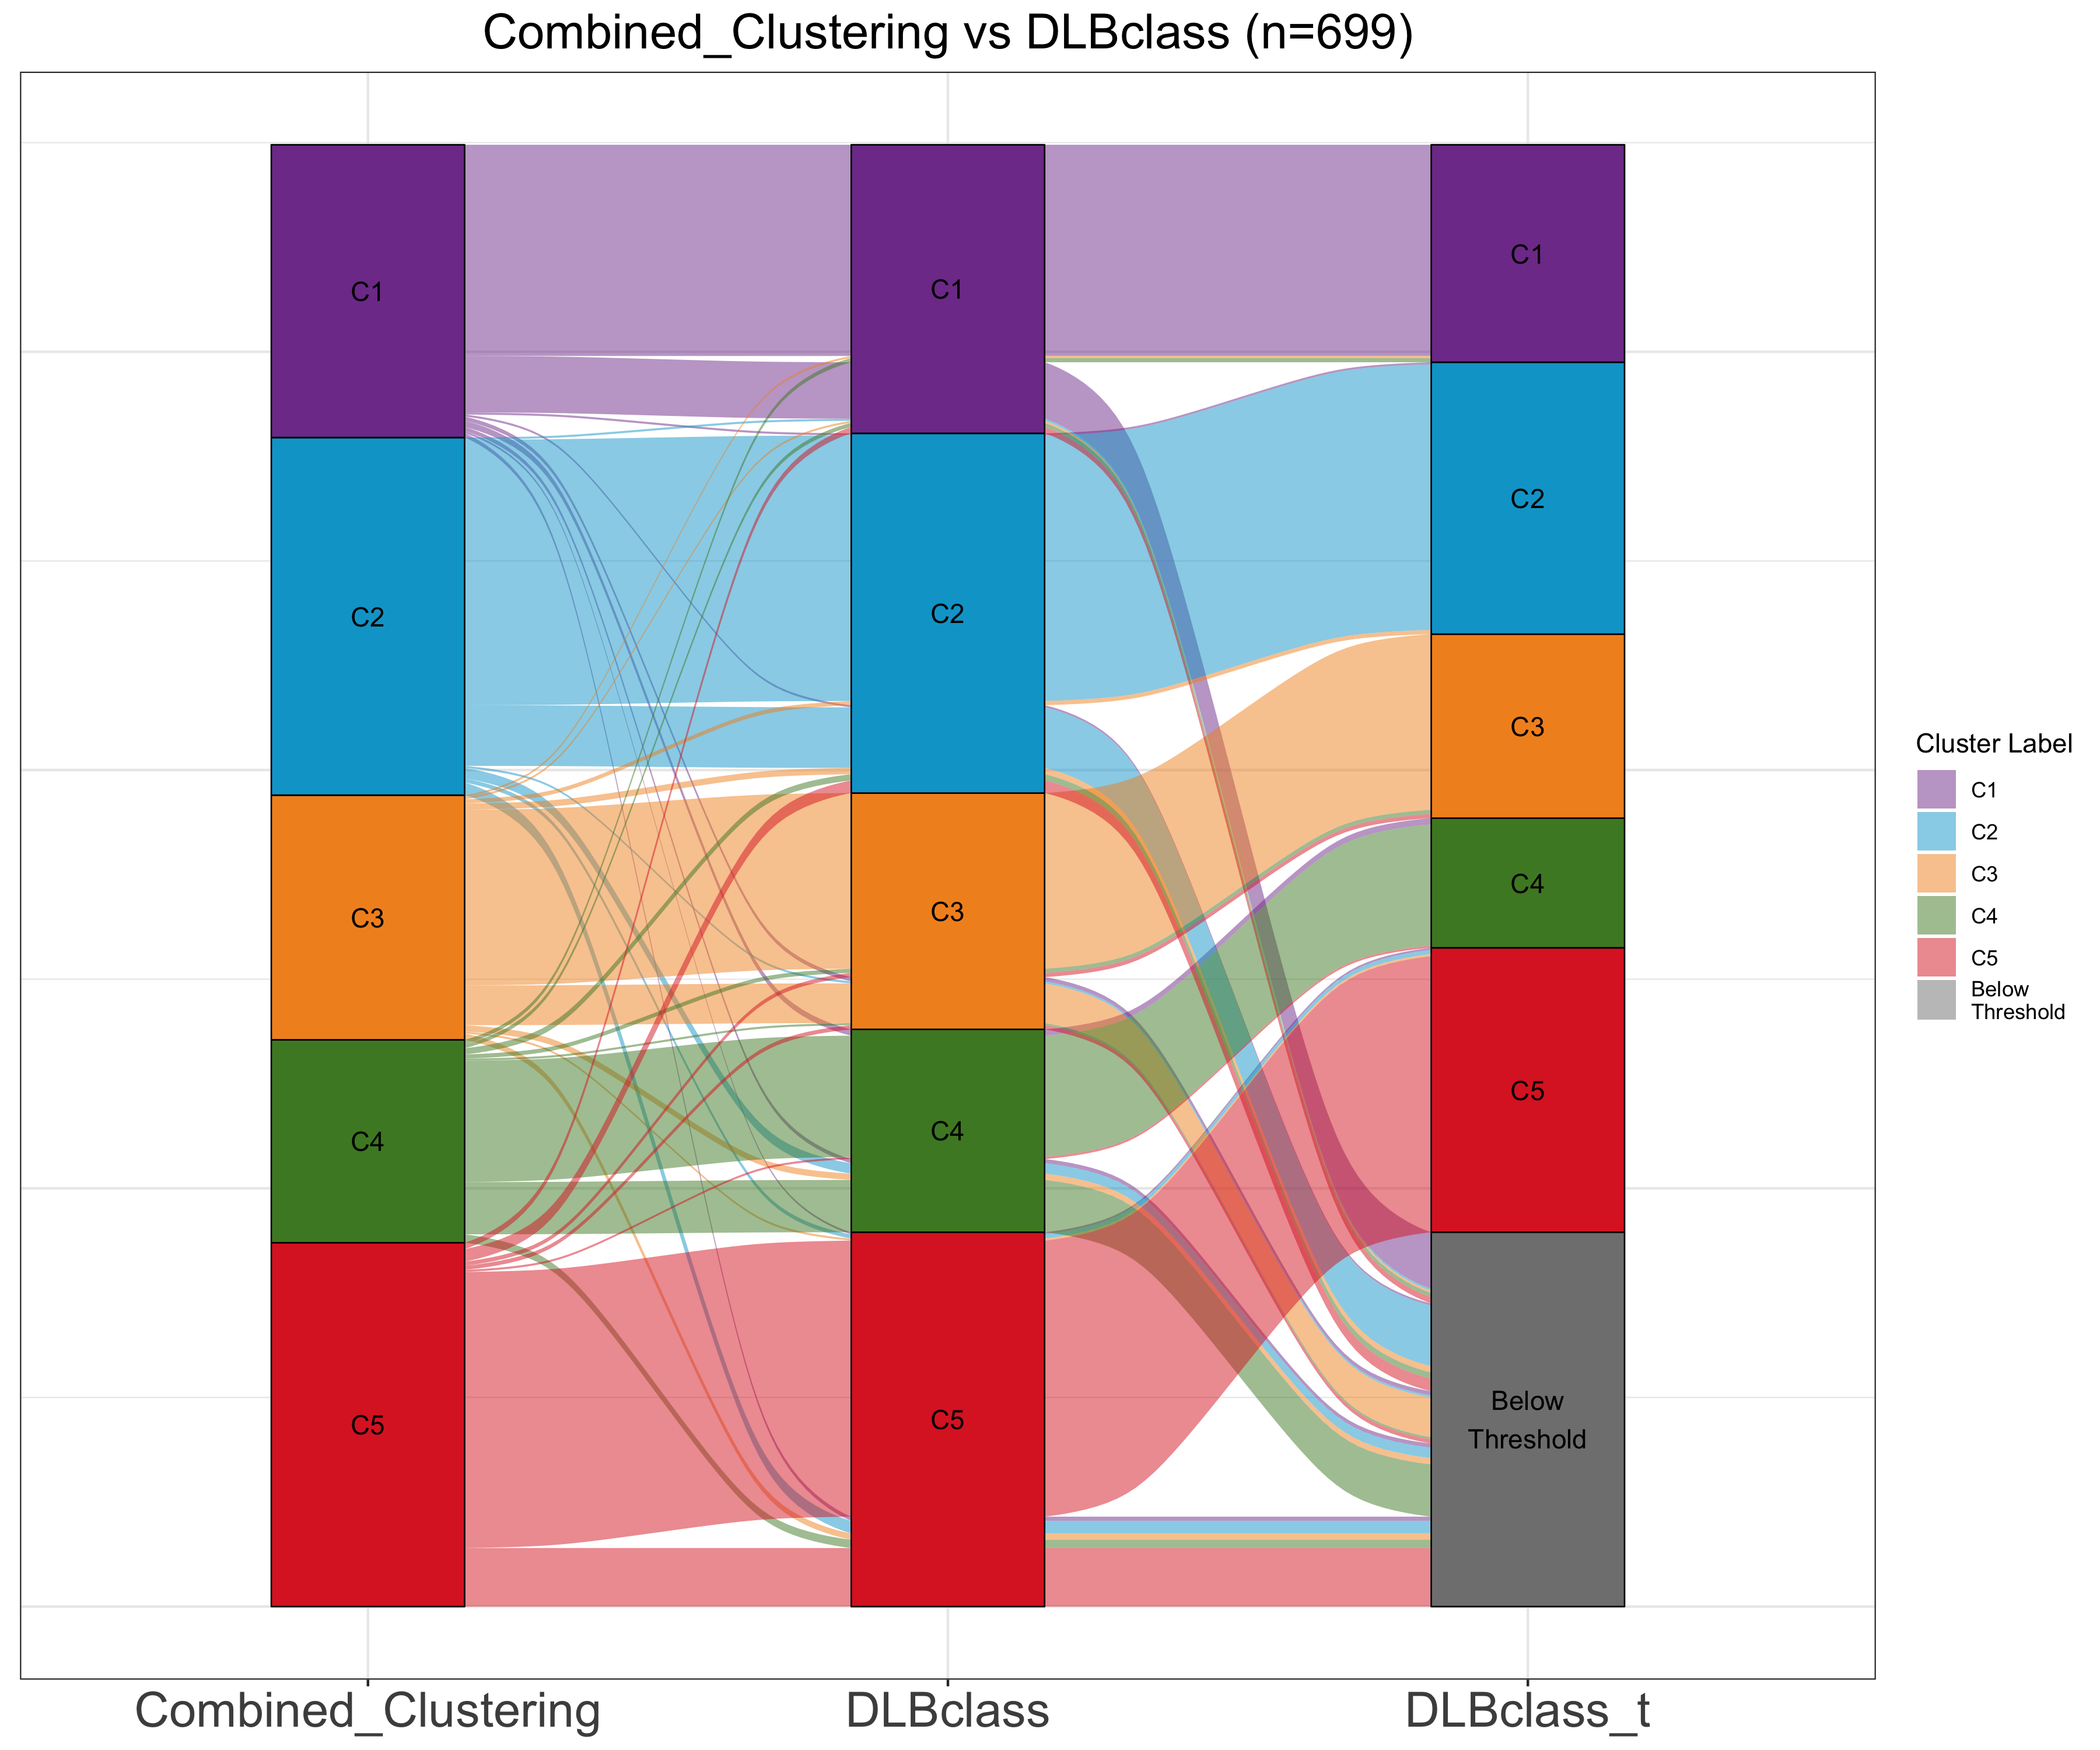 Combined_Clustering vs DLBclass (n=699)
C1
C2
C3
C4
C5
C1
C2
C3
C4
C5
C1
C2
C3
C4
C5
Below
Threshold
Cluster Label
C1
C2
C3
C4
C5
Below
Threshold
Combined_Clustering
DLBclass
DLBclass_t